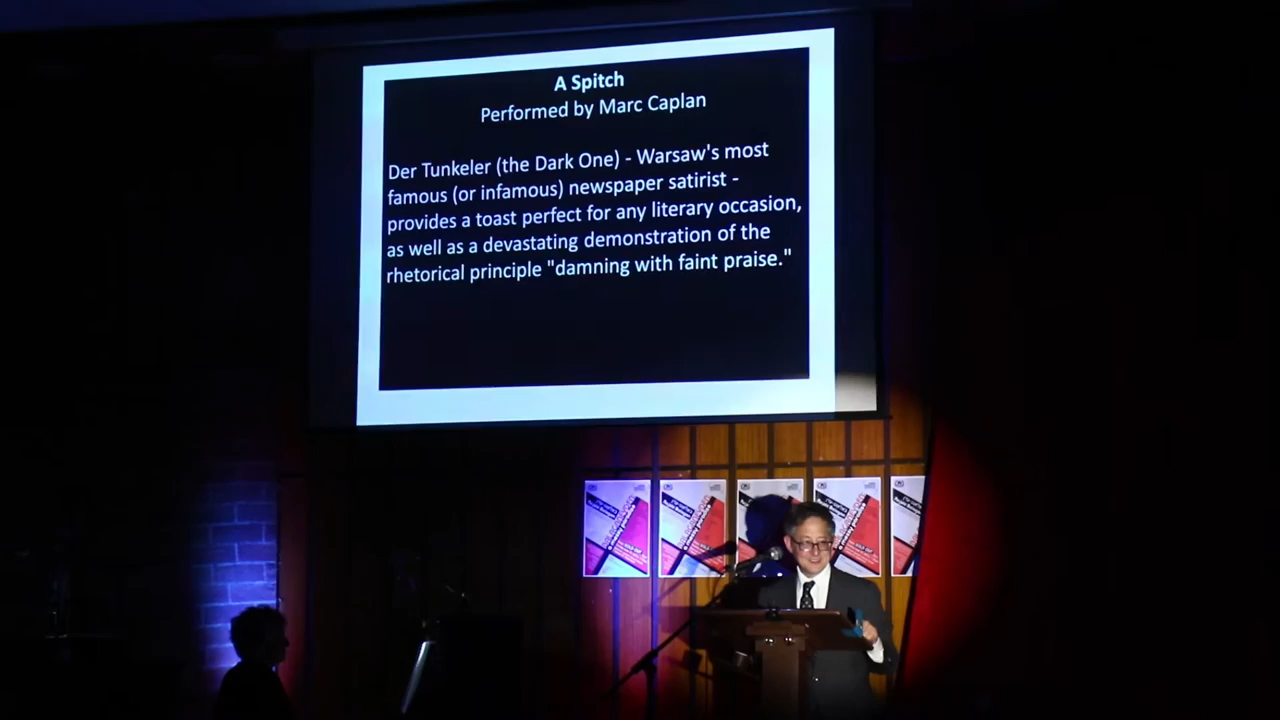 A Spitch
Performed by Marc Caplan
Der Tunkeler (the Dark One) - Warsaw's most
famous (or infamous) newspaper satirist -
provides a toast perfect for any literary occasion,
as well as a devastating demonstration of the
rhetorical principle "damning with faint praise."